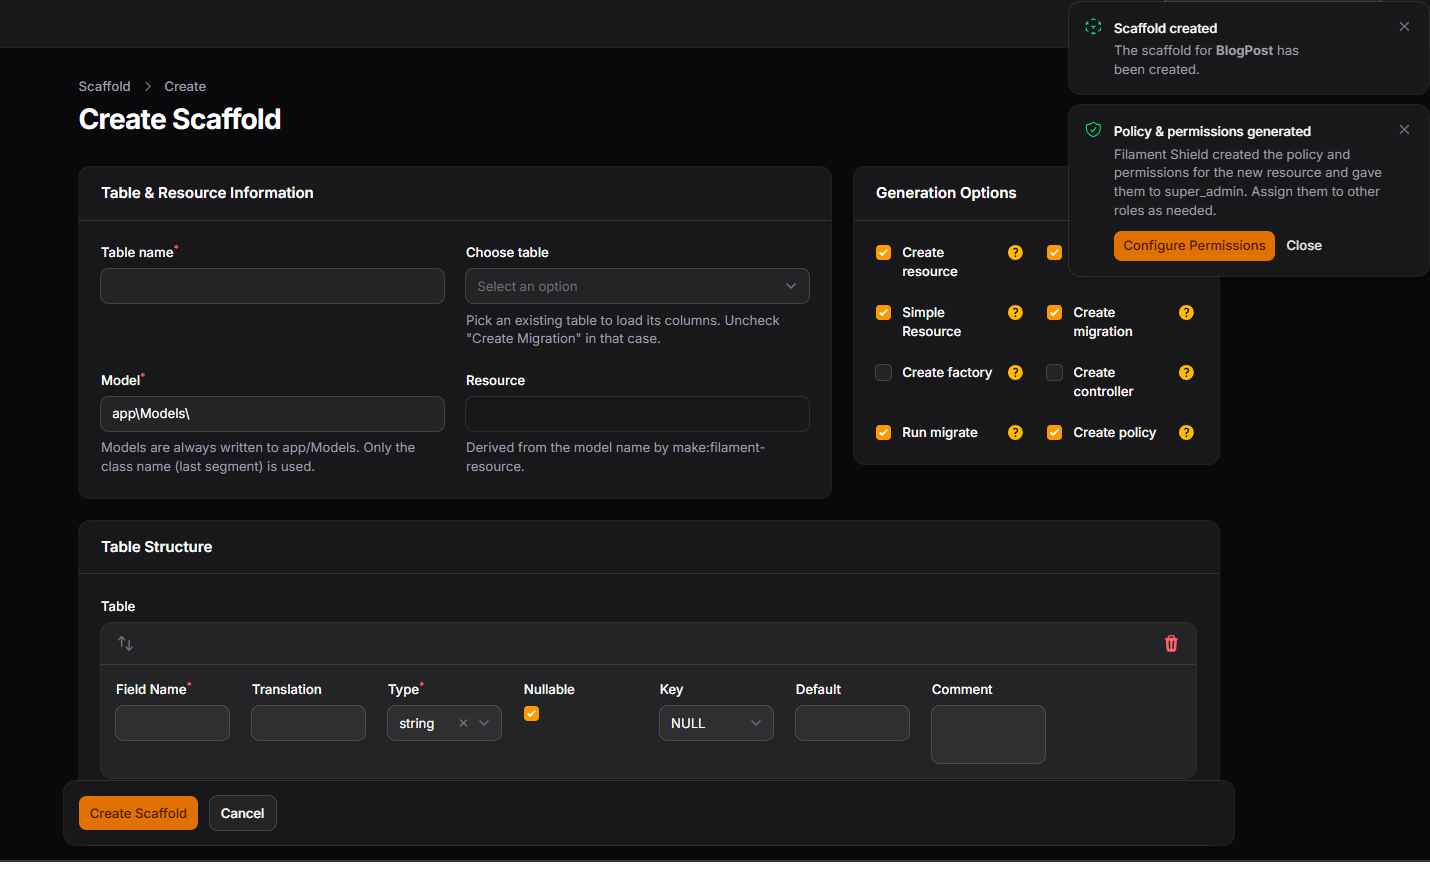 Scaffold > Create
Create Scaffold
Scaffold created
The scaffold for BlogPost has
been created.
Policy & permissions generated
Filament Shield created the policy and
permissions for the new resource and gave
them to super_admin. Assign them to other
roles as needed.
Configure Permissions
Close
Table & Resource Information
Table name*
Choose table
Select an option
Pick an existing table to load its columns. Uncheck
"Create Migration" in that case.
Model*
app\Models\
Models are always written to app/Models. Only the
class name (last segment) is used.
Resource
Derived from the model name by make:filament-
resource.
Generation Options
Create
resource
?
Simple
Resource
?
Create
migration
?
Create factory
?
Create
controller
?
Run migrate
?
Create policy
?
Table Structure
Table
Field Name*
Translation
Type*
string
Nullable
Key
NULL
Default
Comment
Create Scaffold
Cancel